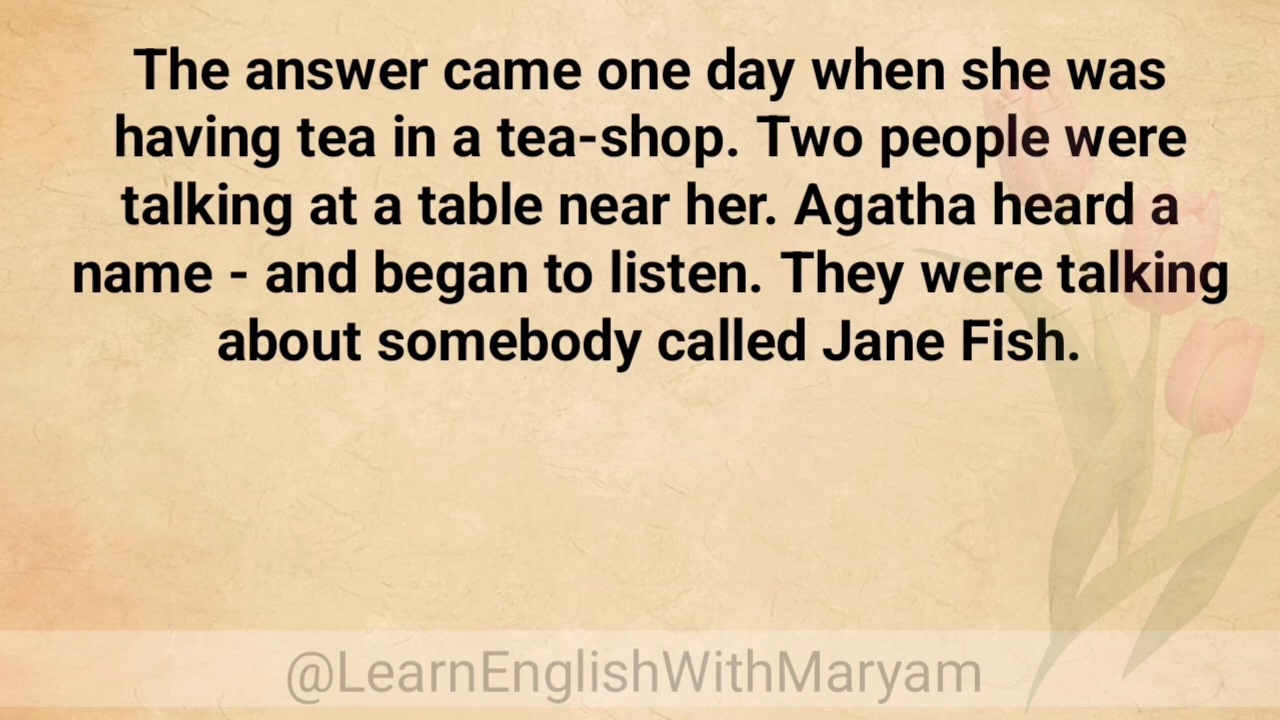 The answer came one day when she was
having tea in a tea-shop. Two people were
talking at a table near her. Agatha heard a
name - and began to listen. They were talking
about somebody called Jane Fish.
@LearnEnglishWithMaryam